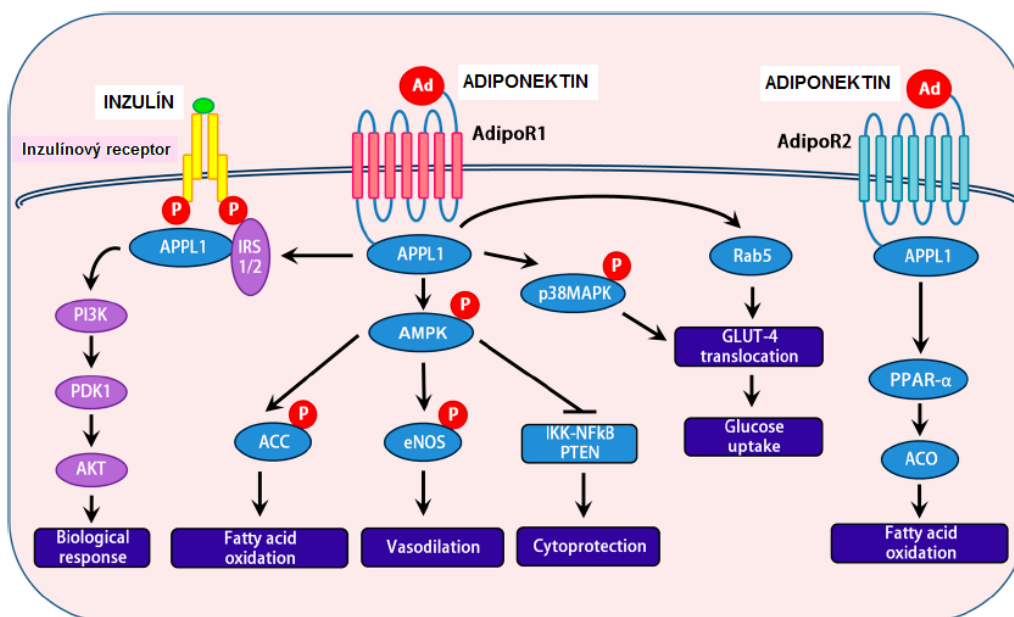 INZULÍN
Ad
ADIPONEKTIN
ADIPONEKTIN
Ad
Inzulínový receptor
AdipoR1
AdipoR2
P
P
APPL1
IRS
1/2
APPL1
P
p38MAPK
Rab5
APPL1
PI3K
P
AMPK
GLUT-4
translocation
PDK1
PPAR-α
P
ACC
P
eNOS
IKK-NFkB
PTEN
Glucose
uptake
AKT
ACO
Biological
response
Fatty acid
oxidation
Vasodilation
Cytoprotection
Fatty acid
oxidation